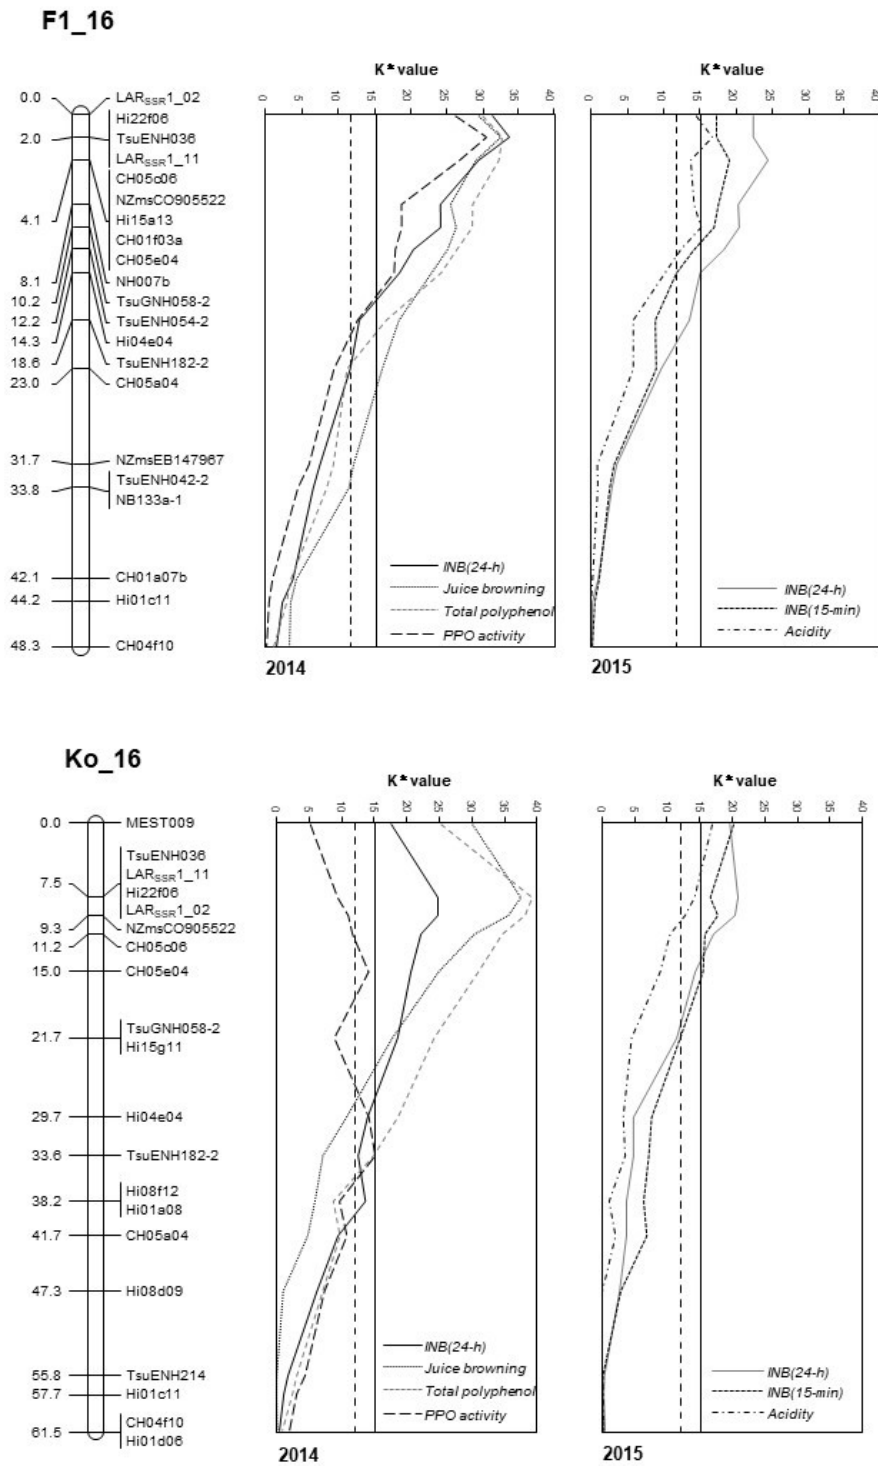 F1_16
K* value
K* value
0 5 10 15 20 25 30 35 40
0 5 10 15 20 25 30 35 40
0.0 LAR_SSR1_02
Hi22f06
2.0 TsuENH036
LAR_SSR1_11
CH05c06
NZmsCO905522
4.1 Hi15a13
CH01f03a
CH05e04
8.1 NH007b
10.2 TsuGNH058-2
12.2 TsuENH054-2
14.3 Hi04e04
18.6 TsuENH182-2
23.0 CH05a04
31.7 NZmsEB147967
33.8 TsuENH042-2
NB133a-1
42.1 CH01a07b
44.2 Hi01c11
48.3 CH04f10
INB(24-h)
Juice browning
Total polyphenol
PPO activity
2014
INB(24-h)
INB(15-min)
Acidity
2015
Ko_16
K* value
K* value
0 5 10 15 20 25 30 35 40
0 5 10 15 20 25 30 35 40
0.0 MEST009
TsuENH036
LAR_SSR1_11
7.5 Hi22f06
LAR_SSR1_02
9.3 NZmsCO905522
11.2 CH05c06
15.0 CH05e04
21.7 TsuGNH058-2
Hi15g11
29.7 Hi04e04
33.6 TsuENH182-2
38.2 Hi08f12
Hi01a08
41.7 CH05a04
47.3 Hi08d09
55.8 TsuENH214
57.7 Hi01c11
CH04f10
61.5 Hi01d06
INB(24-h)
Juice browning
Total polyphenol
PPO activity
2014
INB(24-h)
INB(15-min)
Acidity
2015